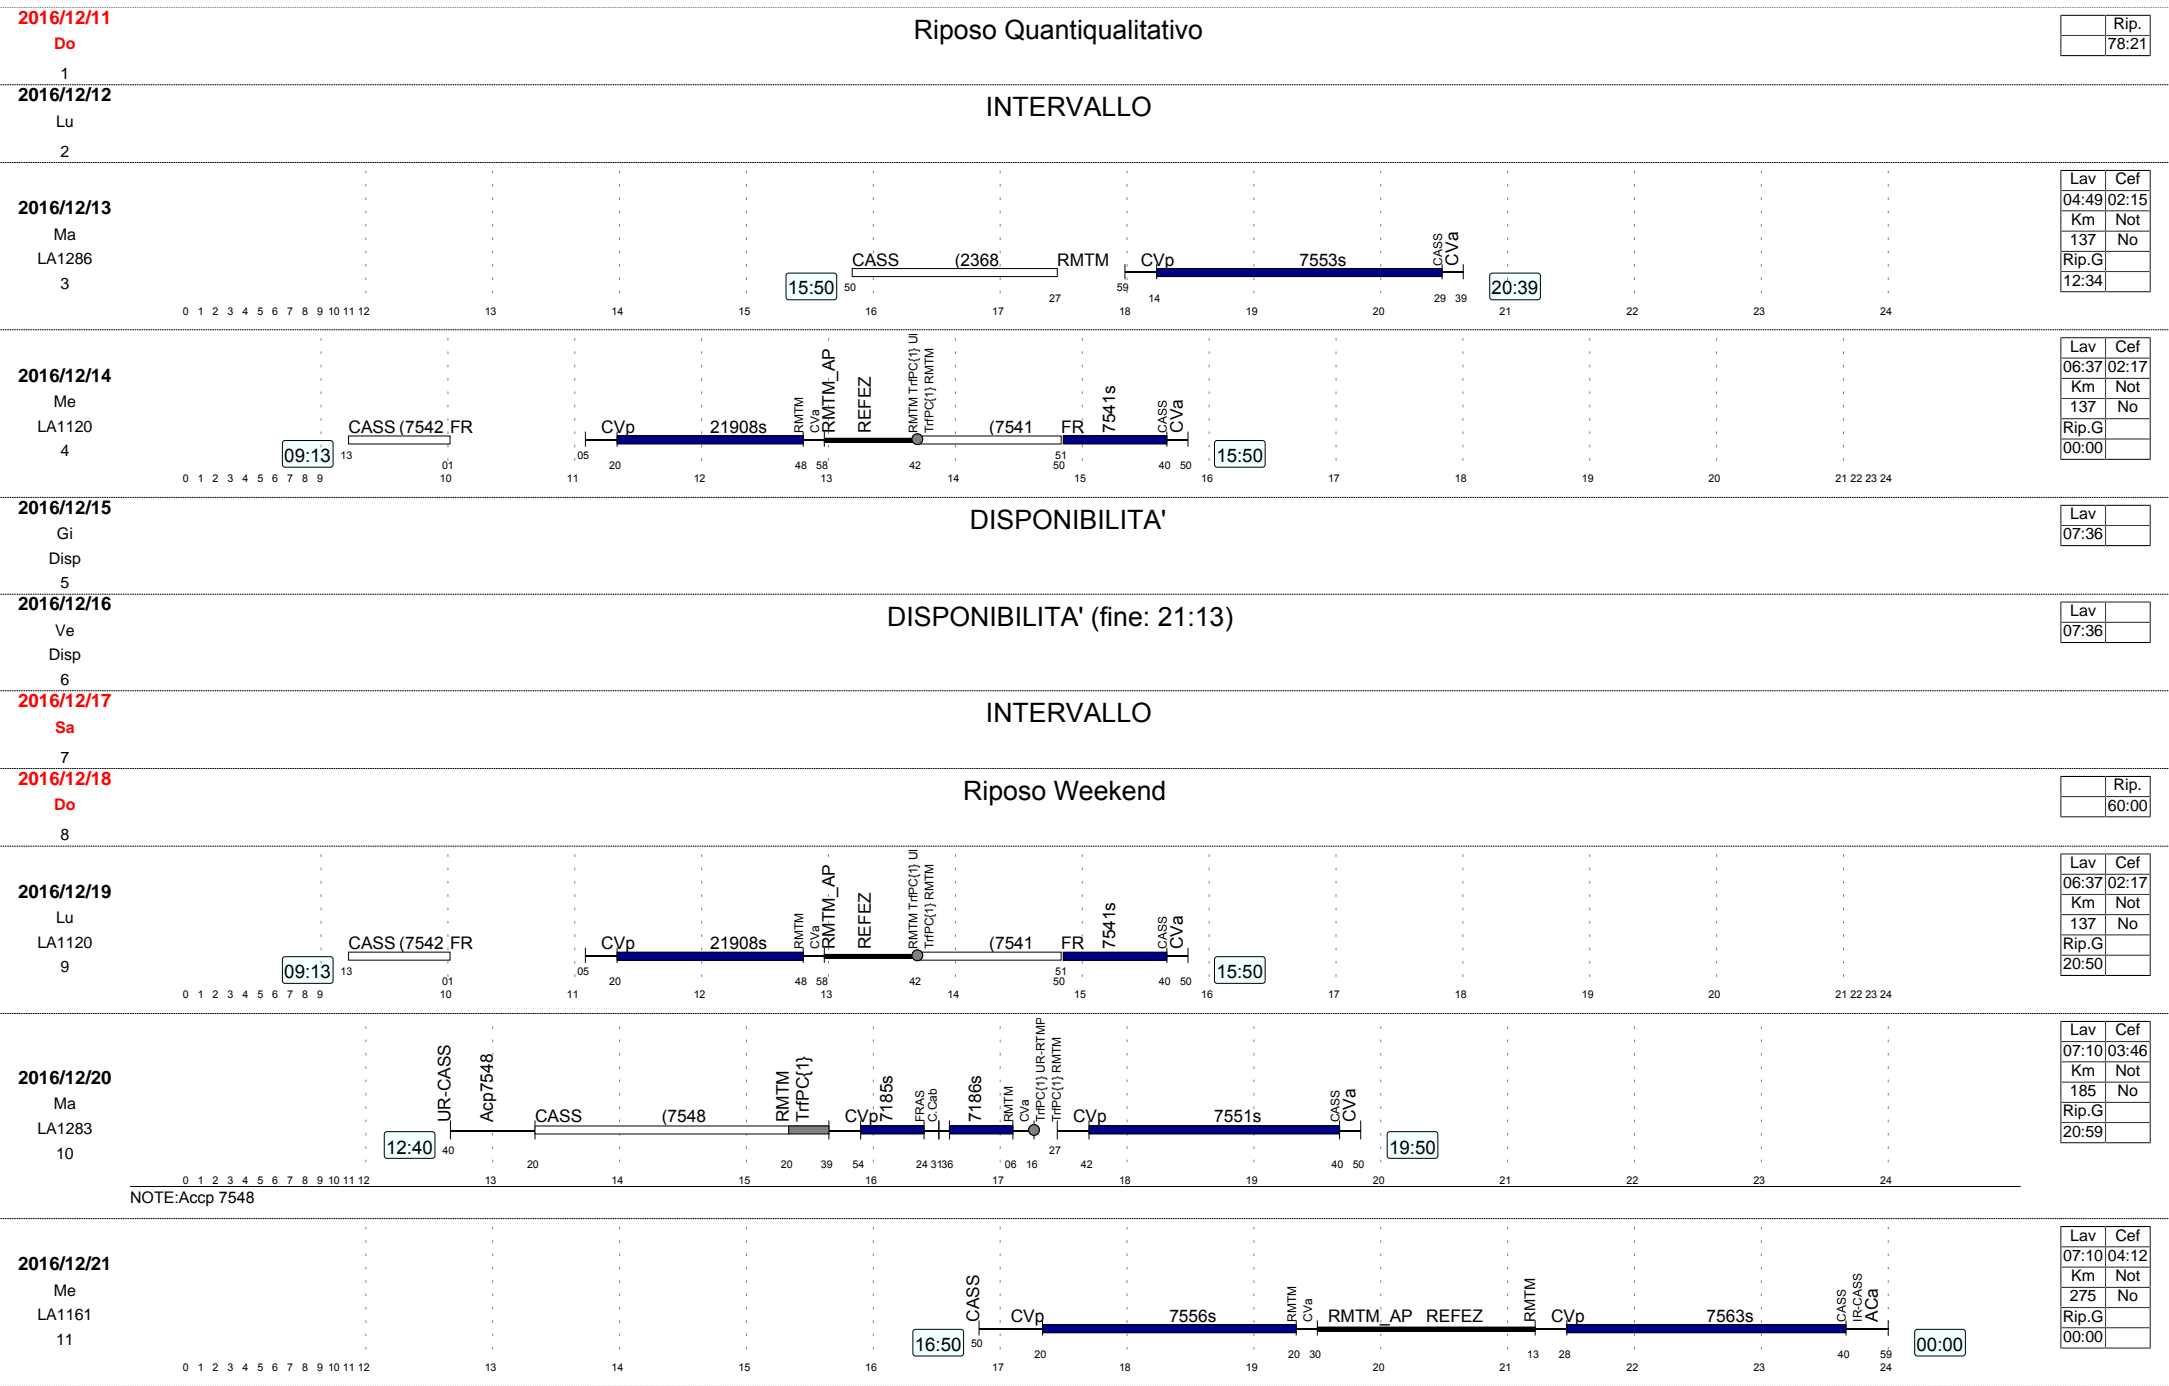 2016/12/11
Do
1
Riposo Quantiqualitativo
Rip.
78:21
2016/12/12
Lu
2
INTERVALLO
2016/12/13
Ma
LA1286
3
15:50
CASS (2368 RMTM CVp 7553s CASS CVa
50 27 59 14 29 39
20:39
0 1 2 3 4 5 6 7 8 9 10 11 12 13 14 15 16 17 18 19 20 21 22 23 24
Lav Cef
04:49 02:15
Km Not
137 No
Rip.G
12:34
2016/12/14
Me
LA1120
4
09:13
CASS (7542 FR CVp 21908s RMTM CVa RMTM_AP REFEZ RMTM TrfPC{1} UI TrfPC{1} RMTM (7541 FR 7541s CASS CVa
13 01 05 20 48 58 42 51 50 40 50
15:50
0 1 2 3 4 5 6 7 8 9 10 11 12 13 14 15 16 17 18 19 20 21 22 23 24
Lav Cef
06:37 02:17
Km Not
137 No
Rip.G
00:00
2016/12/15
Gi
Disp
5
DISPONIBILITA'
Lav
07:36
2016/12/16
Ve
Disp
6
DISPONIBILITA' (fine: 21:13)
Lav
07:36
2016/12/17
Sa
7
INTERVALLO
2016/12/18
Do
8
Riposo Weekend
Rip.
60:00
2016/12/19
Lu
LA1120
9
09:13
CASS (7542 FR CVp 21908s RMTM CVa RMTM_AP REFEZ RMTM TrfPC{1} UI TrfPC{1} RMTM (7541 FR 7541s CASS CVa
13 01 05 20 48 58 42 51 50 40 50
15:50
0 1 2 3 4 5 6 7 8 9 10 11 12 13 14 15 16 17 18 19 20 21 22 23 24
Lav Cef
06:37 02:17
Km Not
137 No
Rip.G
20:50
2016/12/20
Ma
LA1283
10
12:40
UR-CASS Acp7548 CASS (7548 RMTM TrfPC{1} CVp 7185s FRAS C.Cab 7186s RMTM CVa TrfPC{1} UR-RTMP TrfPC{1} RMTM CVp 7551s CASS CVa
40 20 20 39 54 24 31 36 06 16 27 42 40 50
19:50
0 1 2 3 4 5 6 7 8 9 10 11 12 13 14 15 16 17 18 19 20 21 22 23 24
NOTE:Accp 7548
Lav Cef
07:10 03:46
Km Not
185 No
Rip.G
20:59
2016/12/21
Me
LA1161
11
16:50
CASS CVp 7556s RMTM CVa RMTM_AP REFEZ RMTM CVp 7563s CASS IR-CASS ACa
50 20 20 30 13 28 40 59
00:00
0 1 2 3 4 5 6 7 8 9 10 11 12 13 14 15 16 17 18 19 20 21 22 23 24
Lav Cef
07:10 04:12
Km Not
275 No
Rip.G
00:00